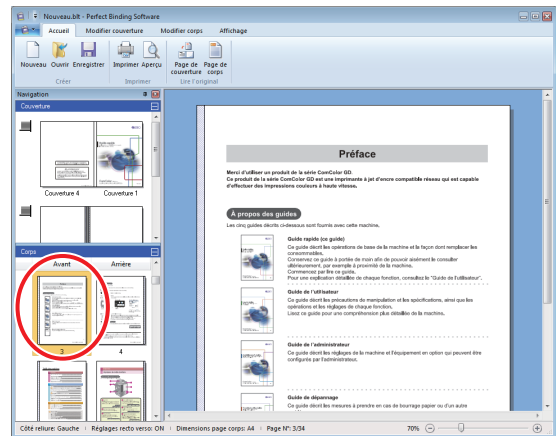 Nouveau.blt - Perfect Binding Software
Accueil Modifier couverture Modifier corps Affichage
Nouveau Ouvrir Enregistrer Imprimer Aperçu Page de couverture Page de corps
Créer Imprimer Lire l'original
Navigation
Couverture
Couverture 4 Couverture 1
Corps
Avant Arrière
3 4
Préface
Merci d'utiliser un produit de la série ComColor GD.
Ce produit de la série ComColor GD est une imprimante à jet d'encre compatible réseau qui est capable
d'effectuer des impressions couleurs à haute vitesse.
À propos des guides
Les cinq guides décrits ci-dessous sont fournis avec cette machine.
Guide rapide (ce guide)
Ce guide décrit les opérations de base de la machine et la façon dont remplacer les
consommables.
Conservez ce guide à portée de main afin de pouvoir aisément le consulter
ultérieurement, par exemple à proximité de la machine.
Commencez par lire ce guide.
Pour une explication détaillée de chaque fonction, consultez le "Guide de l'utilisateur".
Guide de l'utilisateur
Ce guide décrit les précautions de manipulation et les spécifications, ainsi que les
opérations et les réglages de chaque fonction.
Lisez ce guide pour une compréhension plus détaillée de la machine.
Guide de l'administrateur
Ce guide décrit les réglages de la machine et l'équipement en option qui peuvent être
configurés par l'administrateur.
Guide de dépannage
Ce guide décrit les mesures à prendre en cas de bourrage papier ou d'un autre
Côté reliure: Gauche Réglages recto verso: ON Dimensions page corps: A4 Page N°: 3/34 70%